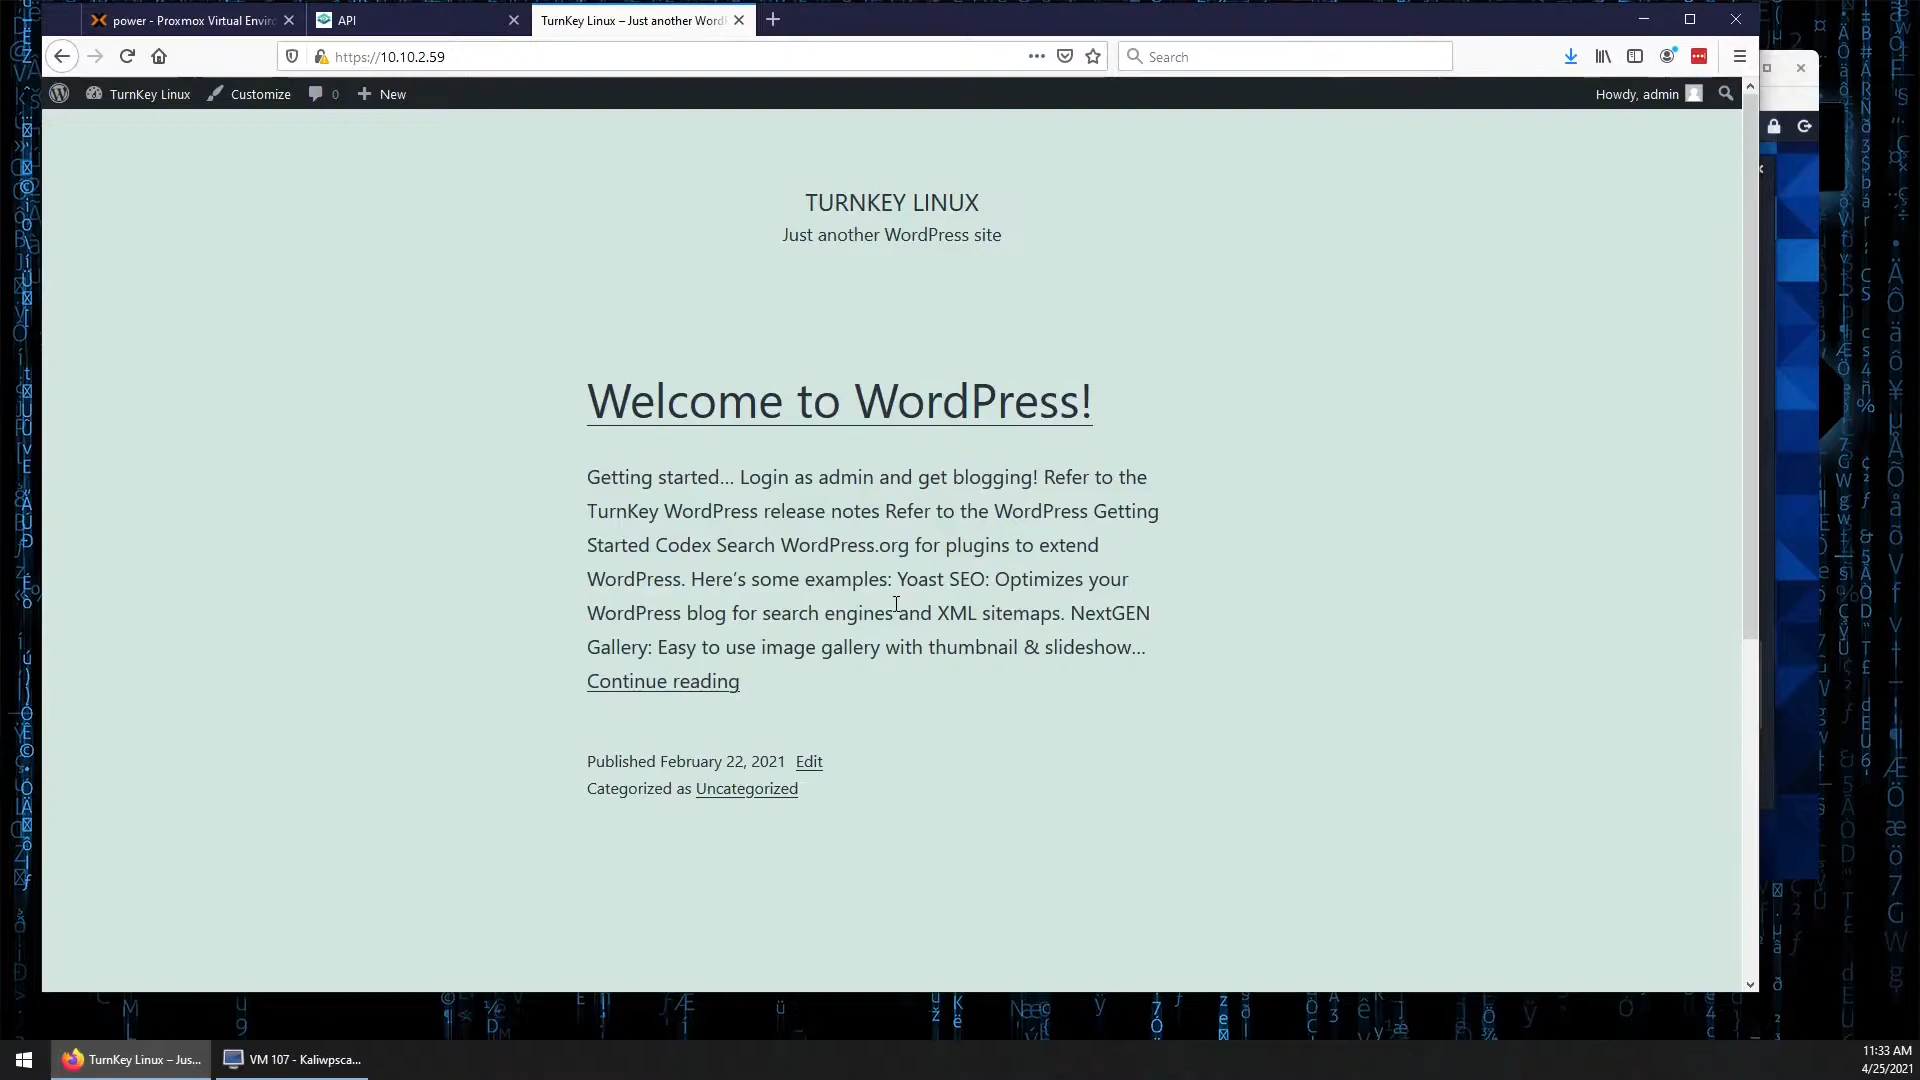 power - Proxmox Virtual Enviro
API
TurnKey Linux – Just another Word
https://10.10.2.59
Search
TurnKey Linux
Customize
0
New
Howdy, admin
TURNKEY LINUX
Just another WordPress site
Welcome to WordPress!
Getting started… Login as admin and get blogging! Refer to the
TurnKey WordPress release notes Refer to the WordPress Getting
Started Codex Search WordPress.org for plugins to extend
WordPress. Here’s some examples: Yoast SEO: Optimizes your
WordPress blog for search engines and XML sitemaps. NextGEN
Gallery: Easy to use image gallery with thumbnail & slideshow…
Continue reading
Published February 22, 2021 Edit
Categorized as Uncategorized
TurnKey Linux – Jus...
VM 107 - Kaliwpsca...
11:33 AM
4/25/2021